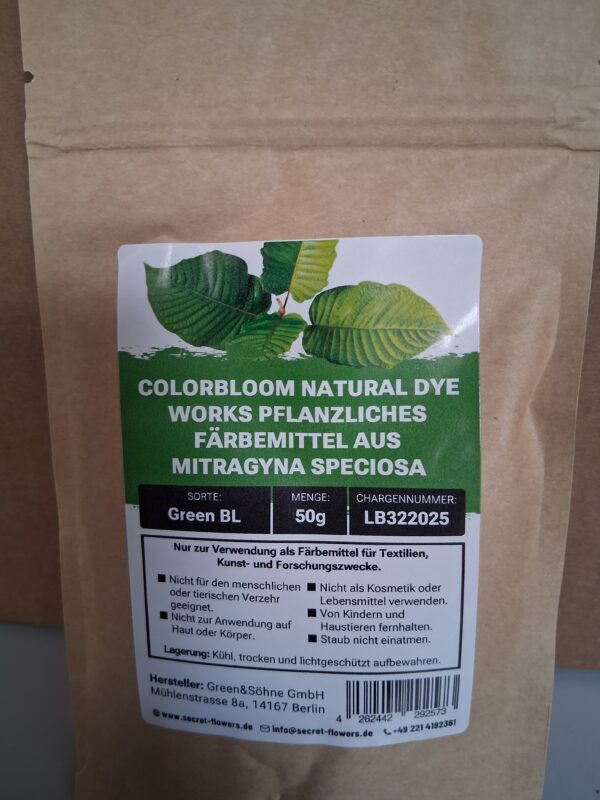 COLORBLOOM NATURAL DYE
WORKS PFLANZLICHES
FÄRBEMITTEL AUS
MITRAGYNA SPECIOSA
SORTE:
Green BL
MENGE:
50g
CHARGENNUMMER:
LB322025
Nur zur Verwendung als Färbemittel für Textilien,
Kunst- und Forschungszwecke.
■ Nicht für den menschlichen
oder tierischen Verzehr
geeignet.
■ Nicht zur Anwendung auf
Haut oder Körper.
■ Nicht als Kosmetik oder
Lebensmittel verwenden.
■ Von Kindern und
Haustieren fernhalten.
■ Staub nicht einatmen.
Lagerung: Kühl, trocken und lichtgeschützt aufbewahren.
Hersteller: Green&Söhne GmbH
Mühlenstrasse 8a, 14167 Berlin
4 262442 292573
www.secret-flowers.de info@secret-flowers.de +49 221 4182361